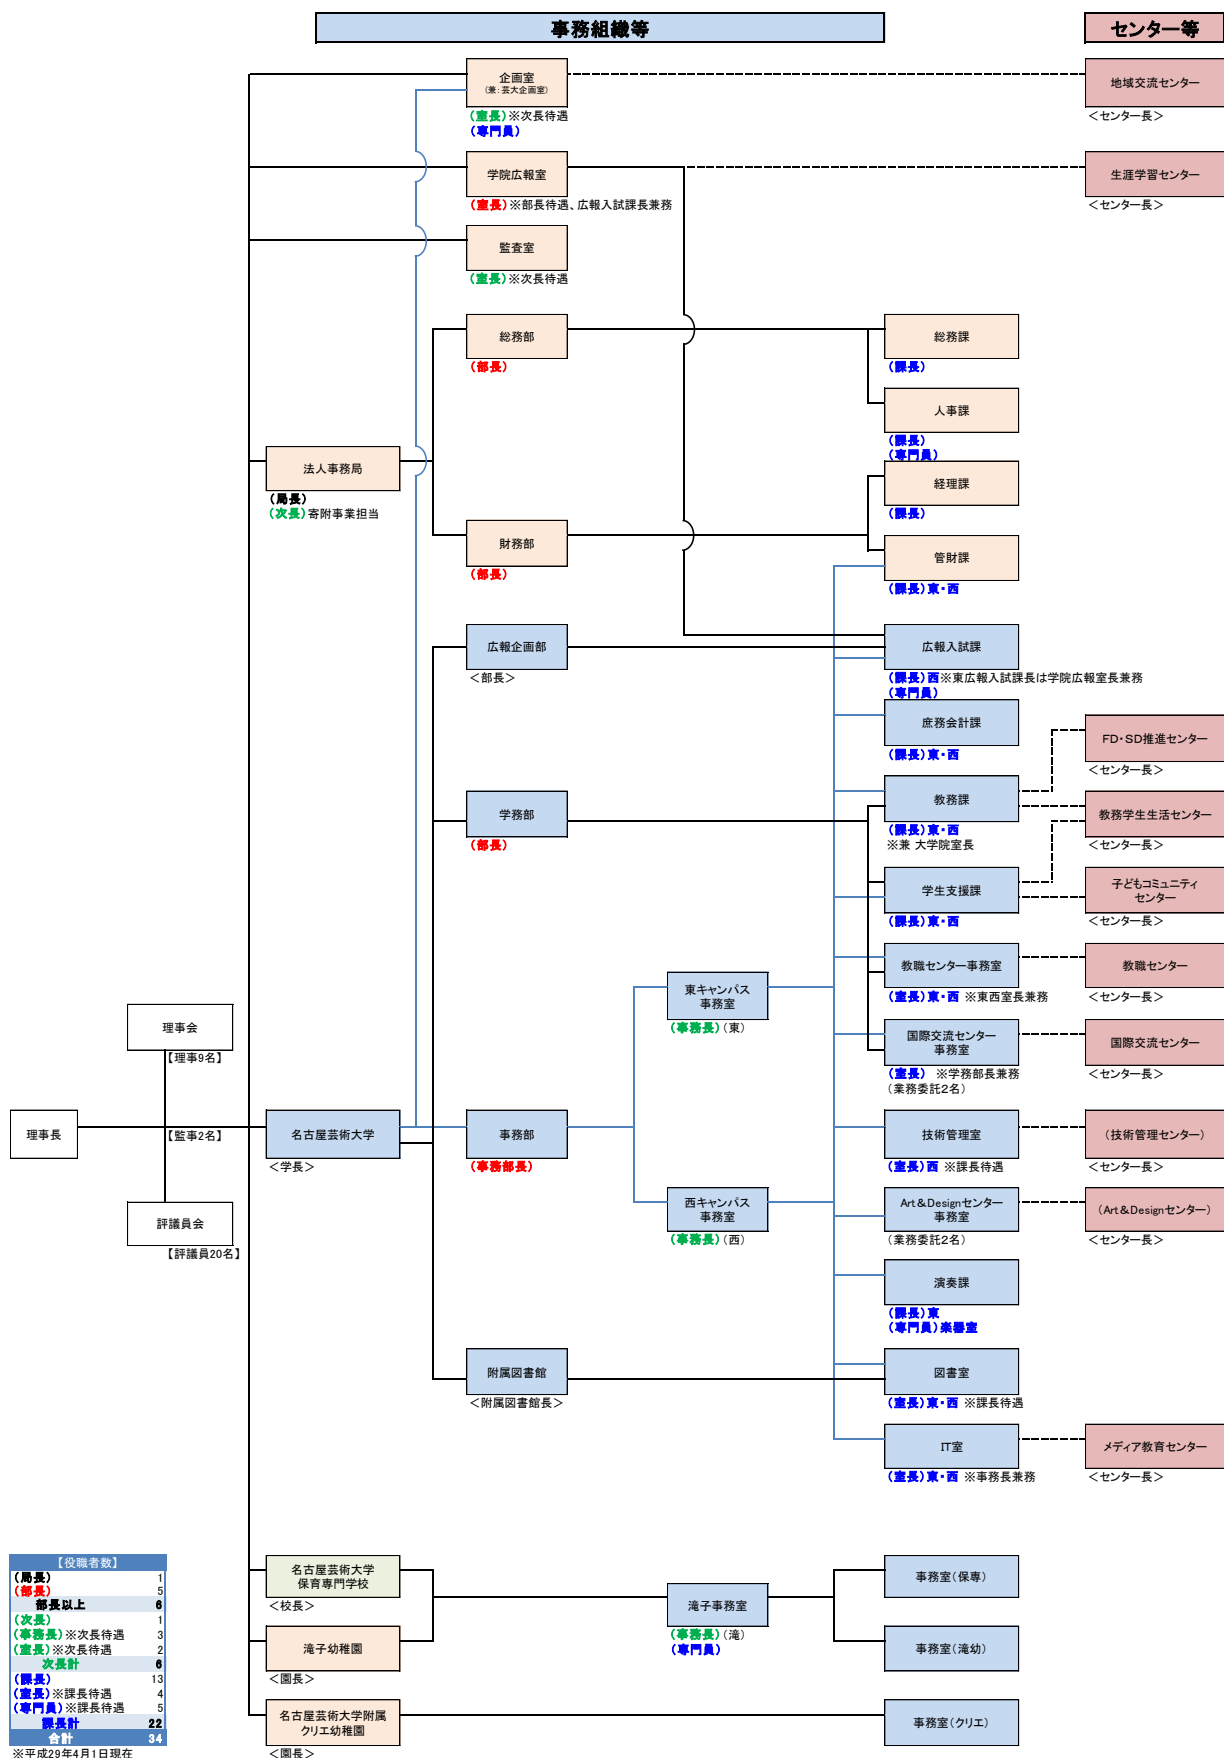 事務組織等
センター等
企画室
(兼:芸大企画室)
(室長)※次長待遇
(専門員)
地域交流センター
<センター長>
学院広報室
(室長)※部長待遇、広報入試課長兼務
生涯学習センター
<センター長>
監査室
(室長)※次長待遇
総務部
(部長)
総務課
(課長)
人事課
(課長)
(専門員)
法人事務局
(局長)
(次長)寄附事業担当
経理課
(課長)
財務部
(部長)
管財課
(課長)東・西
広報企画部
<部長>
広報入試課
(課長)西※東広報入試課長は学院広報室長兼務
(専門員)
庶務会計課
(課長)東・西
FD・SD推進センター
<センター長>
学務部
(部長)
教務課
(課長)東・西
※兼 大学院室長
教務学生生活センター
<センター長>
学生支援課
(課長)東・西
子どもコミュニティ
センター
<センター長>
教職センター事務室
(室長)東・西 ※東西室長兼務
教職センター
<センター長>
東キャンパス
事務室
(事務長)(東)
理事会
【理事9名】
国際交流センター
事務室
(室長) ※学務部長兼務
(業務委託2名)
国際交流センター
<センター長>
理事長
【監事2名】
名古屋芸術大学
<学長>
事務部
(事務部長)
技術管理室
(室長)西 ※課長待遇
(技術管理センター)
<センター長>
評議員会
【評議員20名】
西キャンパス
事務室
(事務長)(西)
Art&Designセンター
事務室
(業務委託2名)
(Art&Designセンター)
<センター長>
演奏課
(課長)東
(専門員)楽器室
附属図書館
<附属図書館長>
図書室
(室長)東・西 ※課長待遇
IT室
(室長)東・西 ※事務長兼務
メディア教育センター
<センター長>
名古屋芸術大学
保育専門学校
<校長>
滝子幼稚園
<園長>
滝子事務室
(事務長)(滝)
(専門員)
事務室(保専)
事務室(滝幼)
名古屋芸術大学附属
クリエ幼稚園
<園長>
事務室(クリエ)
【役職者数】
(局長) 1
(部長) 5
部長以上 6
(次長) 1
(事務長)※次長待遇 3
(室長)※次長待遇 2
次長計 6
(課長) 13
(室長)※課長待遇 4
(専門員)※課長待遇 5
課長計 22
合計 34
※平成29年4月1日現在